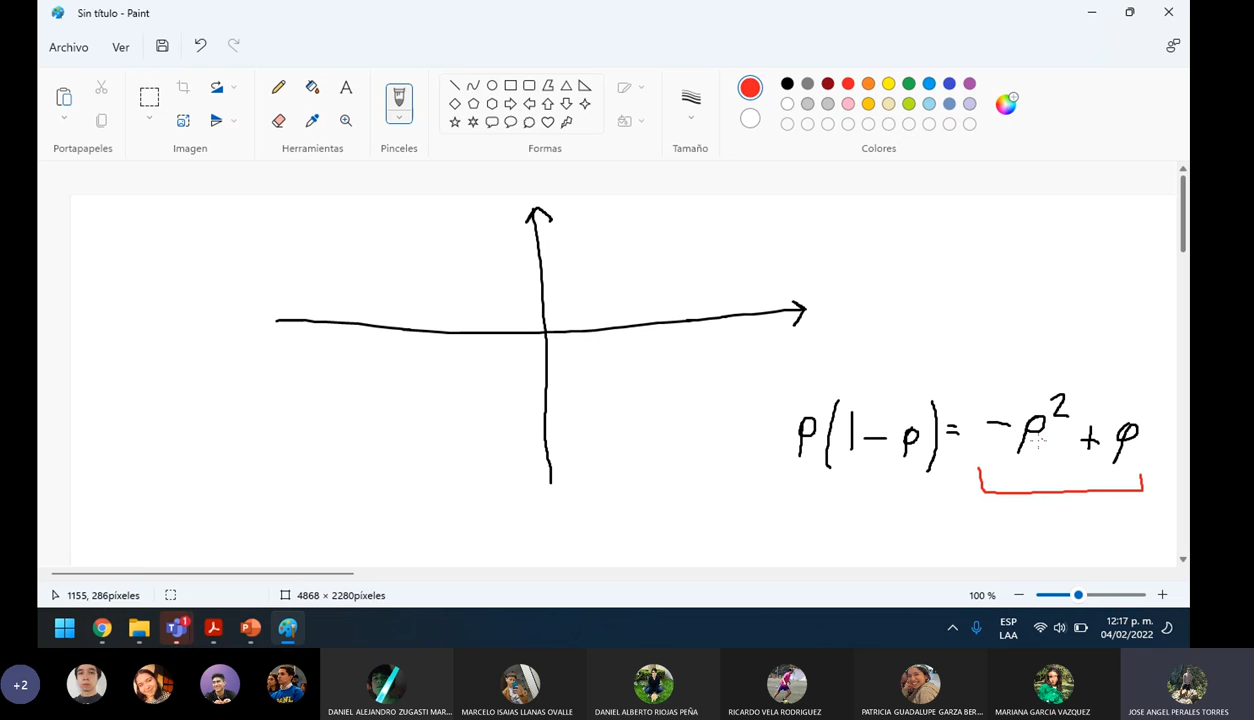 Sin título - Paint
Archivo Ver
Portapapeles Imagen Herramientas Pinceles Formas Tamaño Colores
p(1-p)= -p² + p
1155, 286píxeles 4868 × 2280píxeles 100 %
1
ESP
LAA
12:17 p. m.
04/02/2022
+2
DANIEL ALEJANDRO ZUGASTI MAR... MARCELO ISAIAS LLANAS OVALLE DANIEL ALBERTO RIOJAS PEÑA RICARDO VELA RODRIGUEZ PATRICIA GUADALUPE GARZA BER... MARIANA GARCIA VAZQUEZ JOSE ANGEL PERALES TORRES